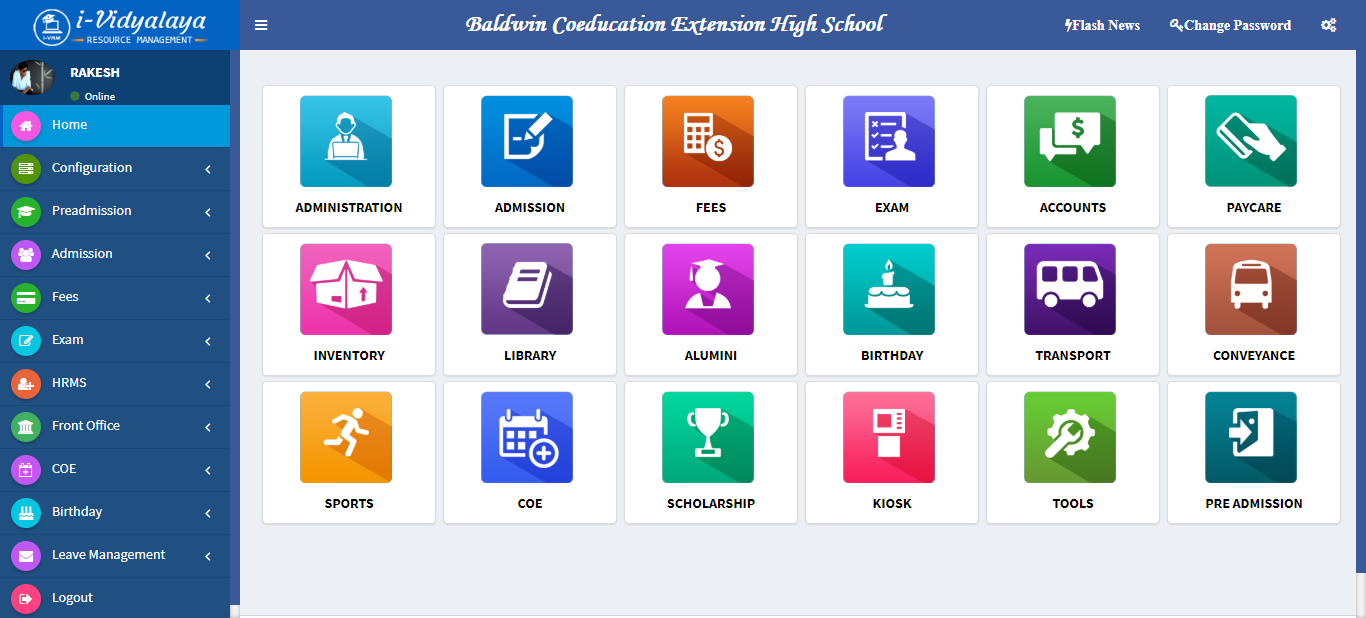 i-Vidyalaya
i-VRM
RESOURCE MANAGEMENT
Baldwin Coeducation Extension High School
Flash News
Change Password
RAKESH
Online
Home
Configuration
Preadmission
Admission
Fees
Exam
HRMS
Front Office
COE
Birthday
Leave Management
Logout
ADMINISTRATION
ADMISSION
FEES
EXAM
ACCOUNTS
PAYCARE
INVENTORY
LIBRARY
ALUMINI
BIRTHDAY
TRANSPORT
CONVEYANCE
SPORTS
COE
SCHOLARSHIP
KIOSK
TOOLS
PRE ADMISSION